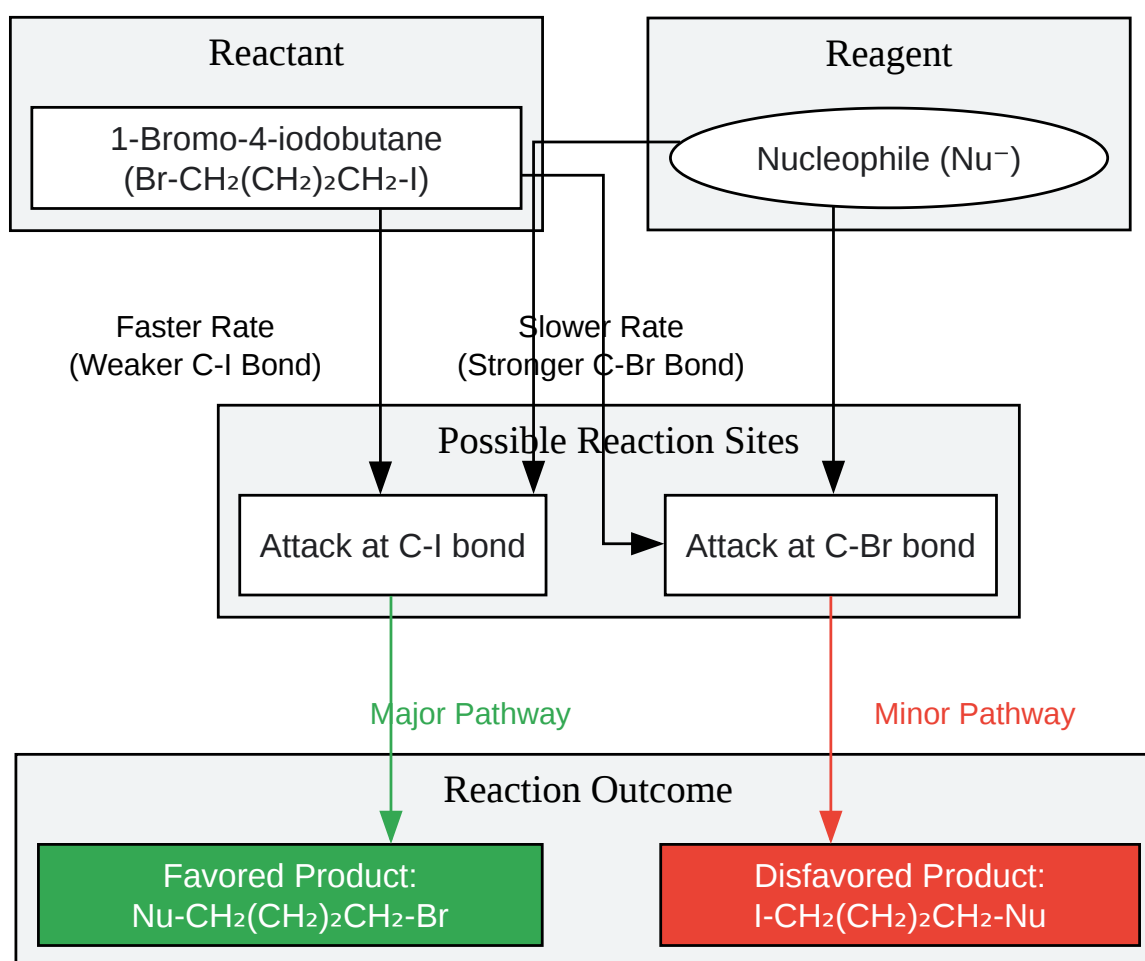 Reactant
1-Bromo-4-iodobutane
(Br-CH₂(CH₂)₂CH₂-I)
Reagent
Nucleophile (Nu⁻)
Faster Rate
(Weaker C-I Bond)
Slower Rate
(Stronger C-Br Bond)
Possible Reaction Sites
Attack at C-I bond
Attack at C-Br bond
Major Pathway
Minor Pathway
Reaction Outcome
Favored Product:
Nu-CH₂(CH₂)₂CH₂-Br
Disfavored Product:
I-CH₂(CH₂)₂CH₂-Nu